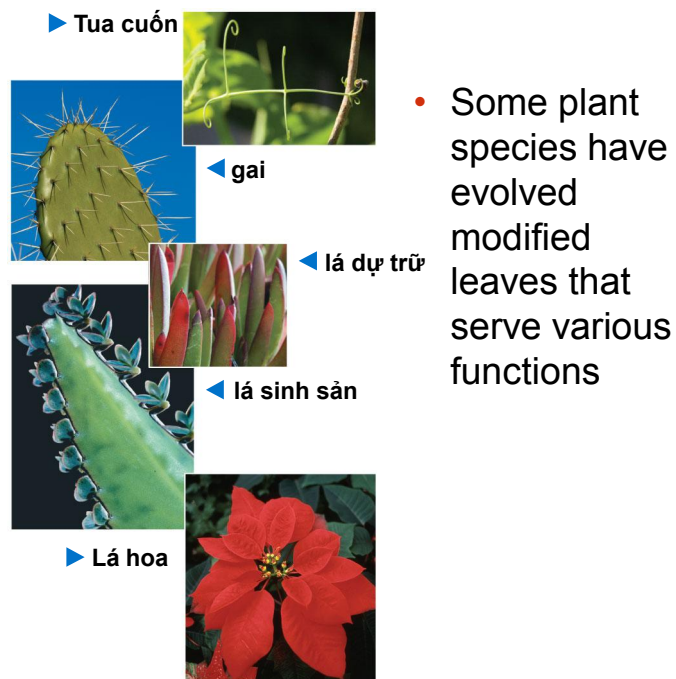 Tua cuốn
gai
lá dự trữ
lá sinh sản
Lá hoa
• Some plant
species have
evolved
modified
leaves that
serve various
functions